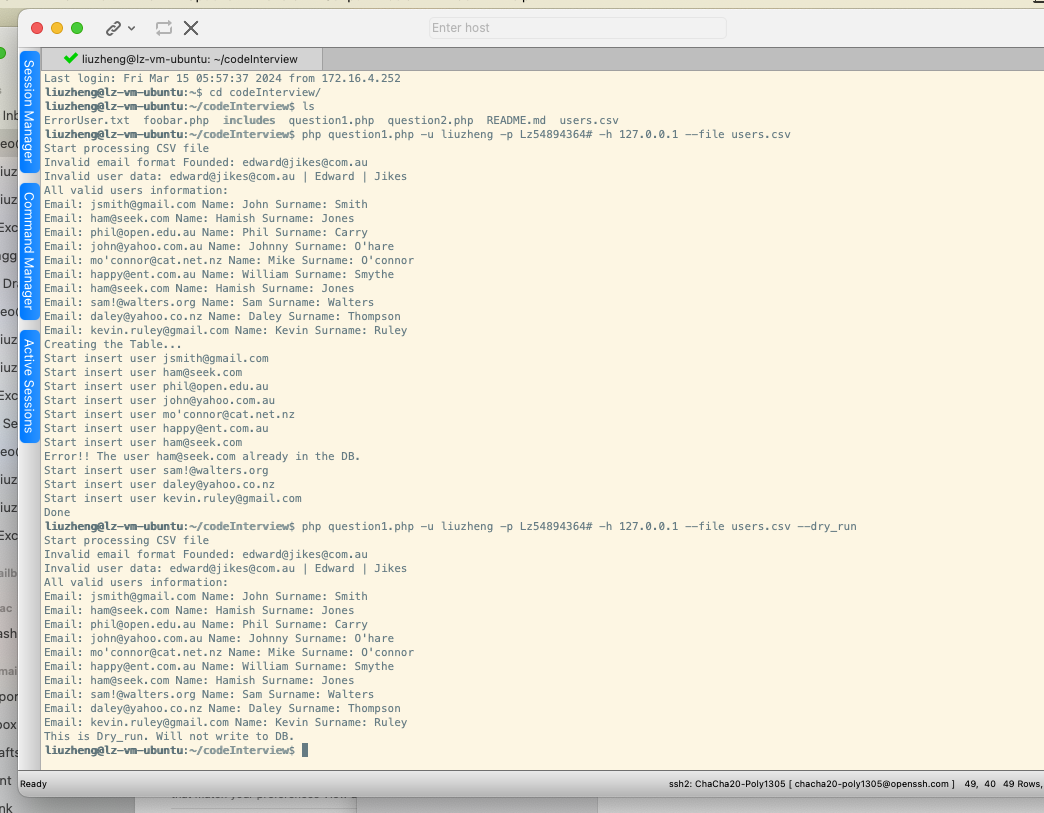 Enter host
liuzheng@lz-vm-ubuntu: ~/codeInterview
Session Manager
Command Manager
Active Sessions
Last login: Fri Mar 15 05:57:37 2024 from 172.16.4.252
liuzheng@lz-vm-ubuntu:~$ cd codeInterview/
liuzheng@lz-vm-ubuntu:~/codeInterview$ ls
ErrorUser.txt foobar.php includes question1.php question2.php README.md users.csv
liuzheng@lz-vm-ubuntu:~/codeInterview$ php question1.php -u liuzheng -p Lz54894364# -h 127.0.0.1 --file users.csv
Start processing CSV file
Invalid email format Founded: edward@jikes@com.au
Invalid user data: edward@jikes@com.au | Edward | Jikes
All valid users information:
Email: jsmith@gmail.com Name: John Surname: Smith
Email: ham@seek.com Name: Hamish Surname: Jones
Email: phil@open.edu.au Name: Phil Surname: Carry
Email: john@yahoo.com.au Name: Johnny Surname: O'hare
Email: mo'connor@cat.net.nz Name: Mike Surname: O'connor
Email: happy@ent.com.au Name: William Surname: Smythe
Email: ham@seek.com Name: Hamish Surname: Jones
Email: sam!@walters.org Name: Sam Surname: Walters
Email: daley@yahoo.co.nz Name: Daley Surname: Thompson
Email: kevin.ruley@gmail.com Name: Kevin Surname: Ruley
Creating the Table...
Start insert user jsmith@gmail.com
Start insert user ham@seek.com
Start insert user phil@open.edu.au
Start insert user john@yahoo.com.au
Start insert user mo'connor@cat.net.nz
Start insert user happy@ent.com.au
Start insert user ham@seek.com
Error!! The user ham@seek.com already in the DB.
Start insert user sam!@walters.org
Start insert user daley@yahoo.co.nz
Start insert user kevin.ruley@gmail.com
Done
liuzheng@lz-vm-ubuntu:~/codeInterview$ php question1.php -u liuzheng -p Lz54894364# -h 127.0.0.1 --file users.csv --dry_run
Start processing CSV file
Invalid email format Founded: edward@jikes@com.au
Invalid user data: edward@jikes@com.au | Edward | Jikes
All valid users information:
Email: jsmith@gmail.com Name: John Surname: Smith
Email: ham@seek.com Name: Hamish Surname: Jones
Email: phil@open.edu.au Name: Phil Surname: Carry
Email: john@yahoo.com.au Name: Johnny Surname: O'hare
Email: mo'connor@cat.net.nz Name: Mike Surname: O'connor
Email: happy@ent.com.au Name: William Surname: Smythe
Email: ham@seek.com Name: Hamish Surname: Jones
Email: sam!@walters.org Name: Sam Surname: Walters
Email: daley@yahoo.co.nz Name: Daley Surname: Thompson
Email: kevin.ruley@gmail.com Name: Kevin Surname: Ruley
This is Dry_run. Will not write to DB.
liuzheng@lz-vm-ubuntu:~/codeInterview$
Ready
ssh2: ChaCha20-Poly1305 [ chacha20-poly1305@openssh.com ] 49, 40 49 Rows,